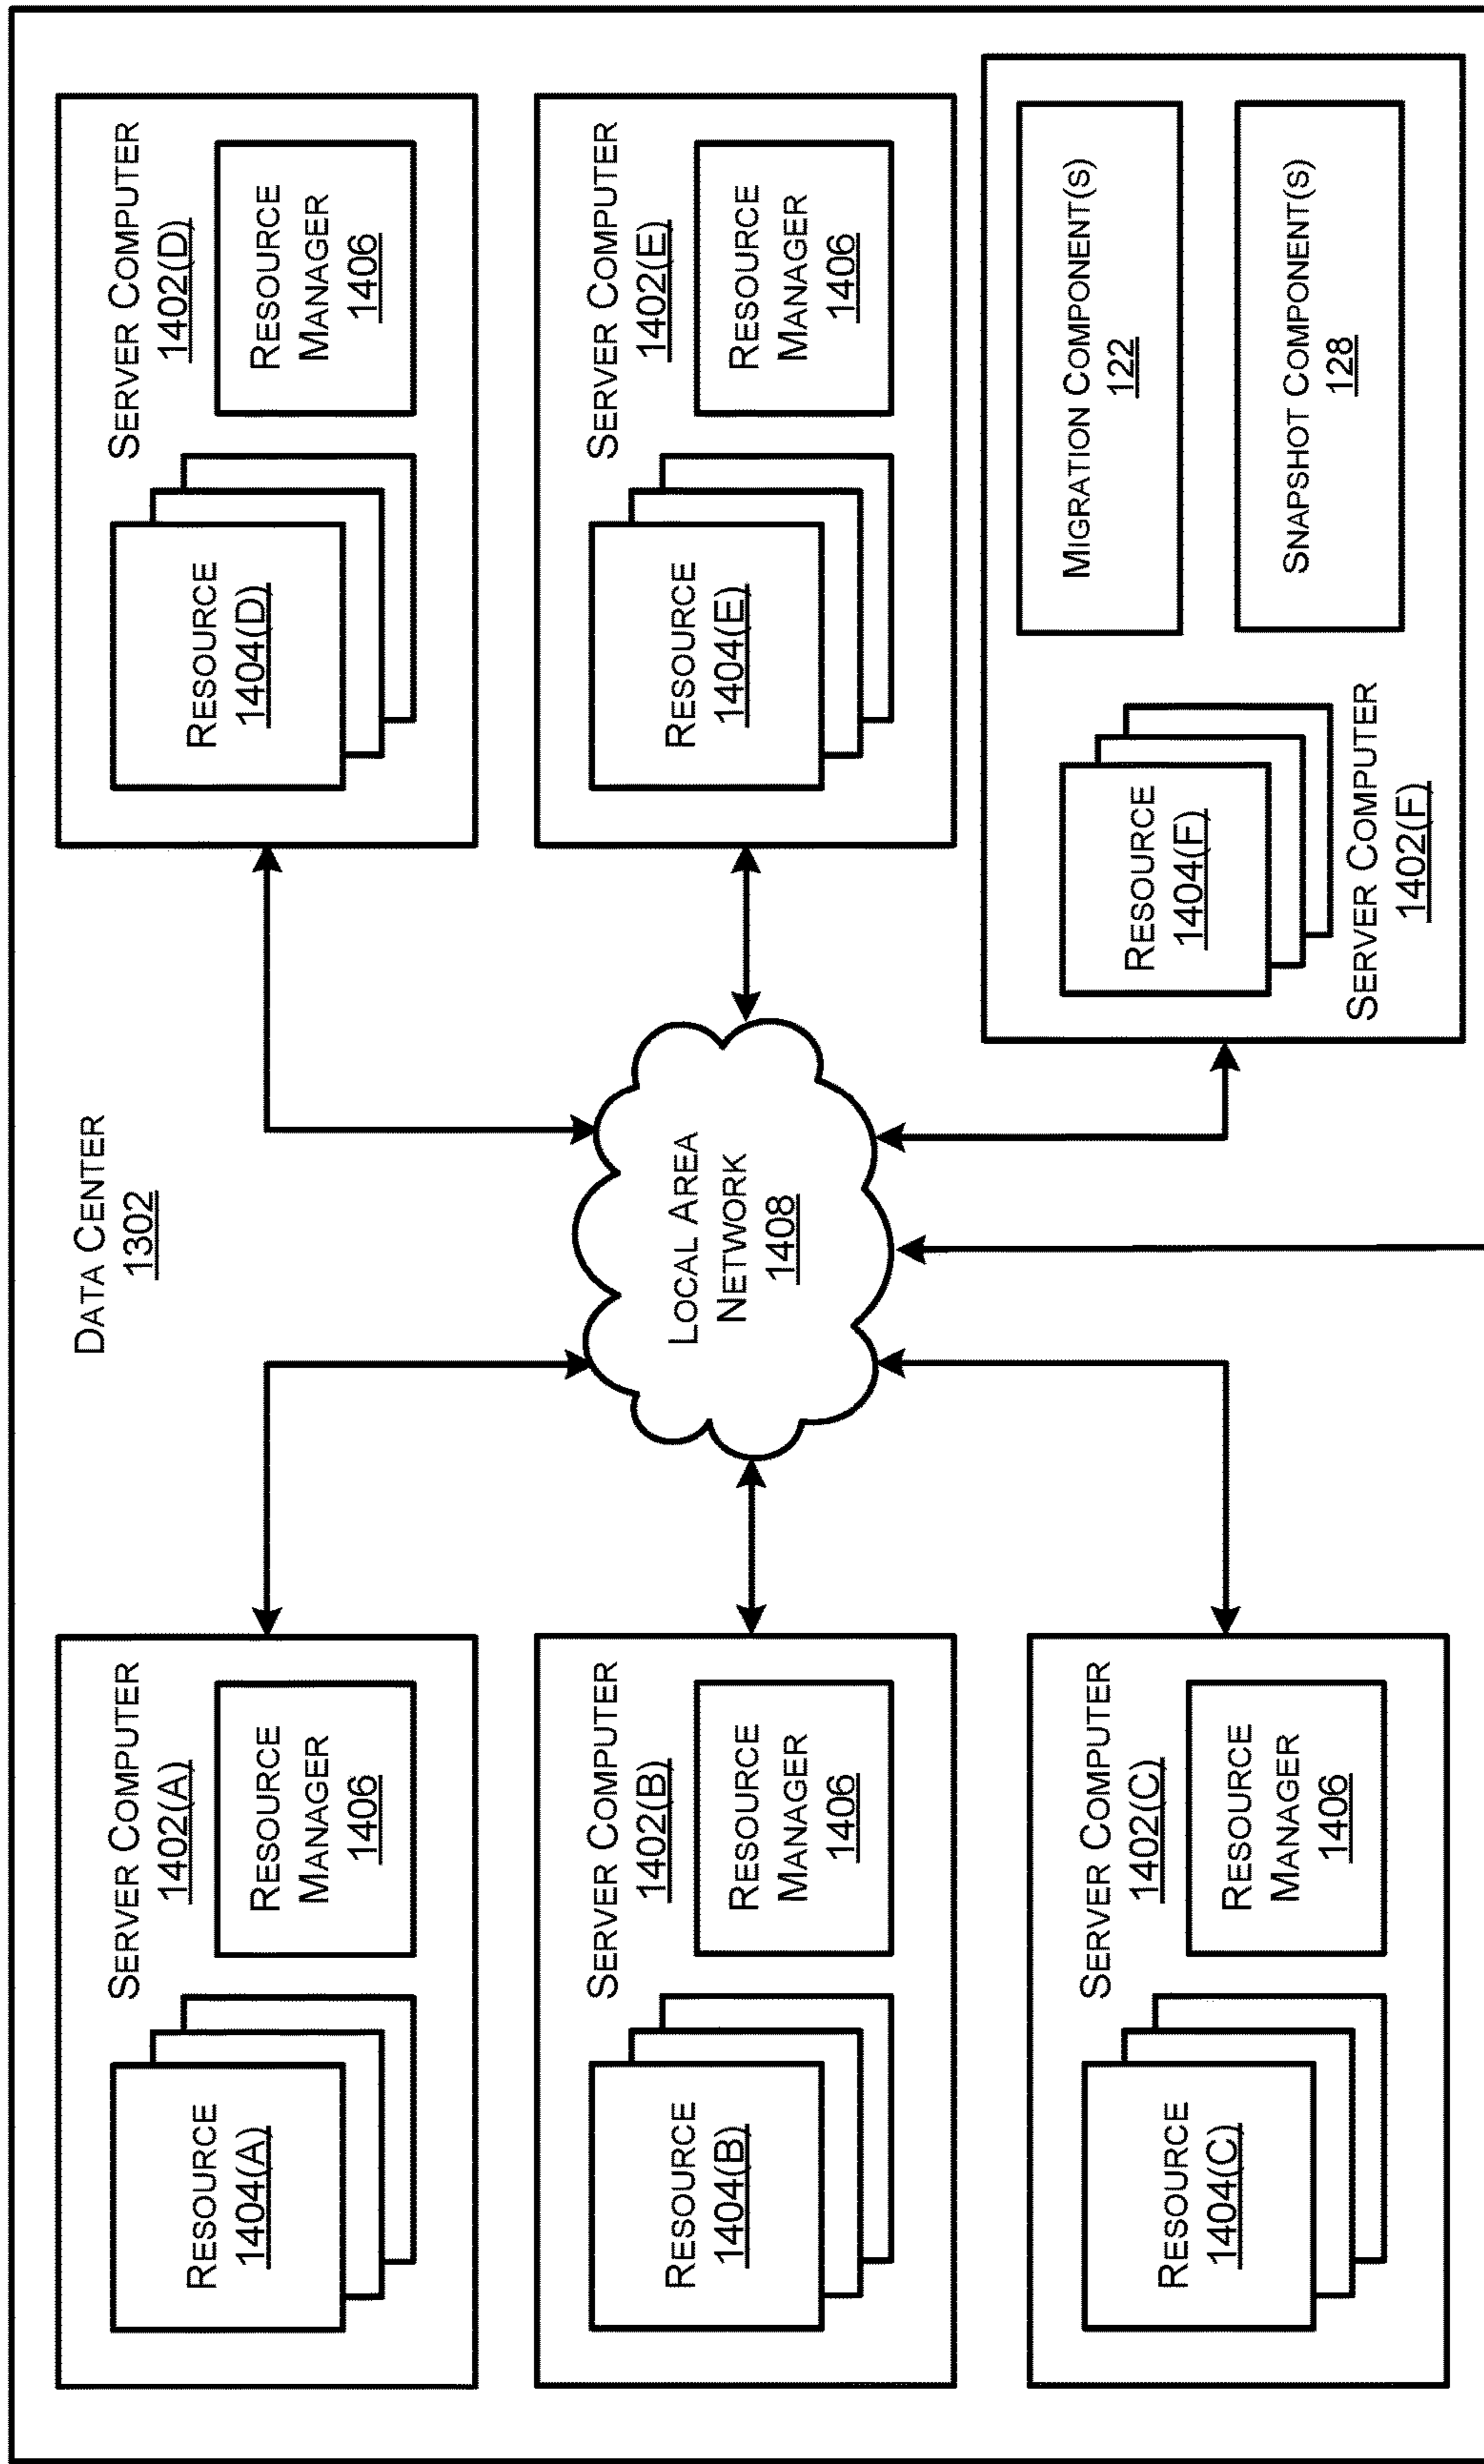 DATA CENTER
1302
SERVER COMPUTER
1402(A)
RESOURCE
1404(A)
RESOURCE
MANAGER
1406
SERVER COMPUTER
1402(B)
RESOURCE
1404(B)
RESOURCE
MANAGER
1406
SERVER COMPUTER
1402(C)
RESOURCE
1404(C)
RESOURCE
MANAGER
1406
LOCAL AREA
NETWORK
1408
SERVER COMPUTER
1402(D)
RESOURCE
1404(D)
RESOURCE
MANAGER
1406
SERVER COMPUTER
1402(E)
RESOURCE
1404(E)
RESOURCE
MANAGER
1406
MIGRATION COMPONENT(S)
122
SNAPSHOT COMPONENT(S)
128
RESOURCE
1404(F)
SERVER COMPUTER
1402(F)